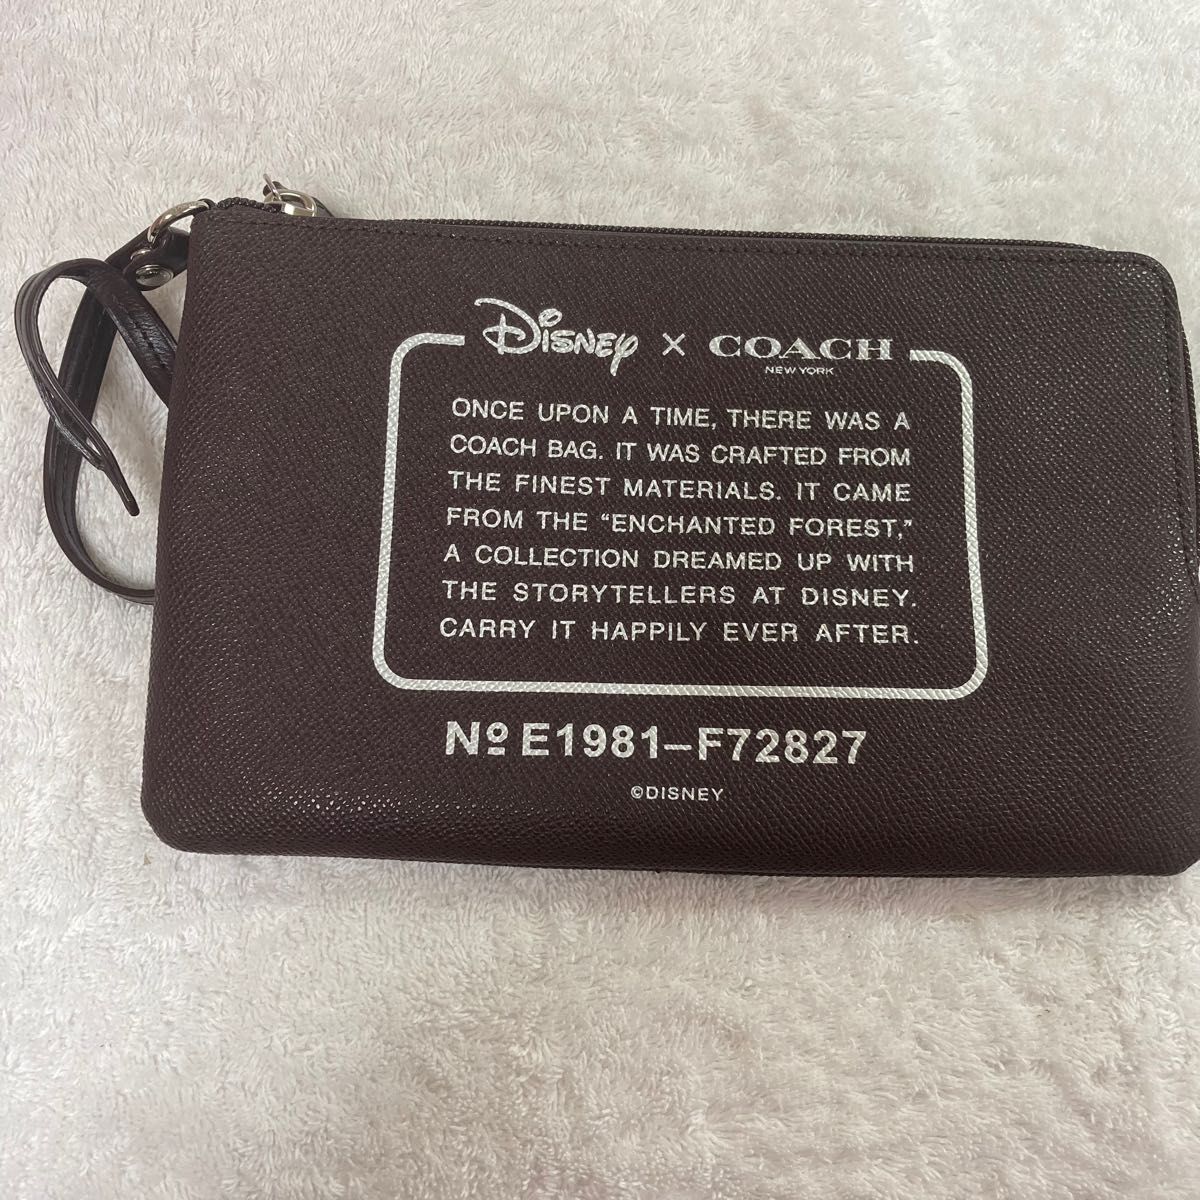 Disney × COACH
NEW YORK
ONCE UPON A TIME, THERE WAS A
COACH BAG. IT WAS CRAFTED FROM
THE FINEST MATERIALS. IT CAME
FROM THE “ENCHANTED FOREST,”
A COLLECTION DREAMED UP WITH
THE STORYTELLERS AT DISNEY.
CARRY IT HAPPILY EVER AFTER.
Nº E1981–F72827
©DISNEY